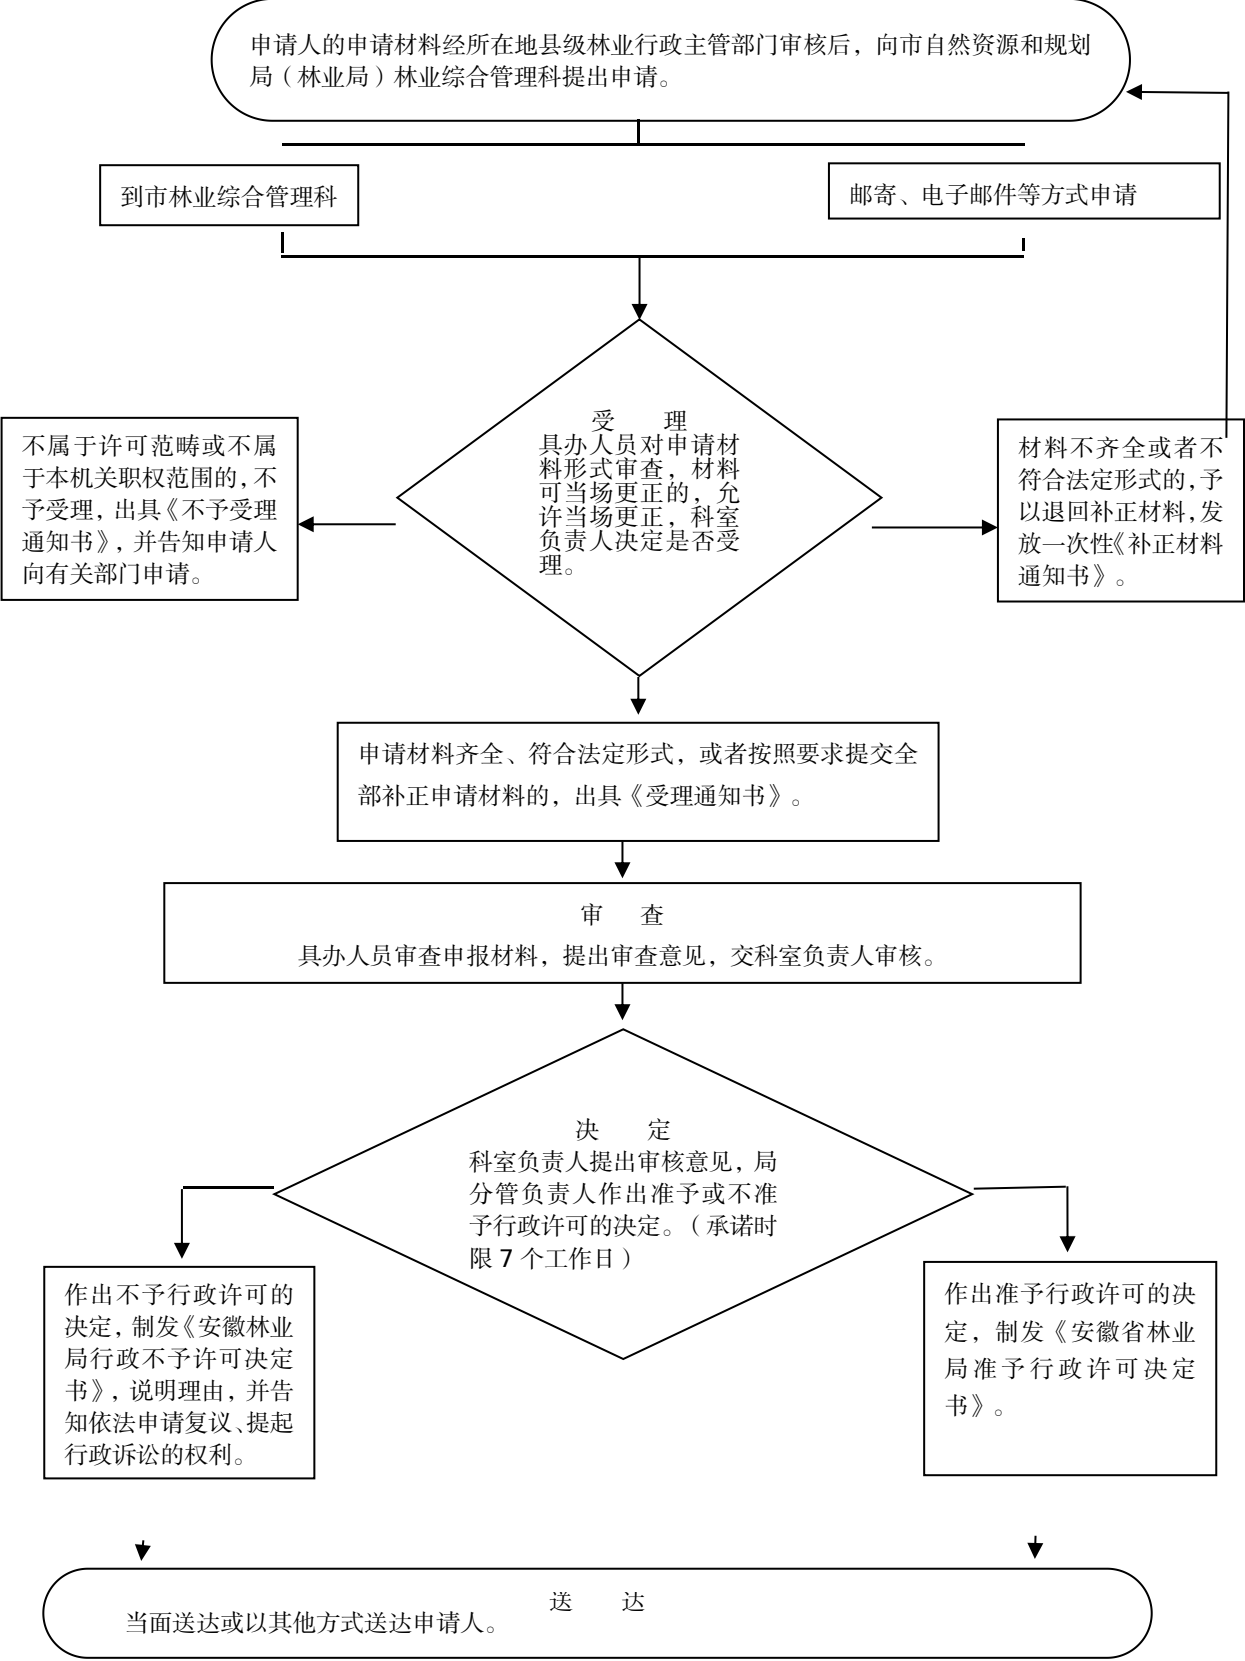 申请人的申请材料经所在地县级林业行政主管部门审核后，向市自然资源和规划
局（林业局）林业综合管理科提出申请。
到市林业综合管理科
邮寄、电子邮件等方式申请
受 理
具办人员对申请材
料形式审查，材料
可当场更正的，允
许当场更正，科室
负责人决定是否受
理。
不属于许可范畴或不属
于本机关职权范围的，不
予受理，出具《不予受理
通知书》，并告知申请人
向有关部门申请。
材料不齐全或者不
符合法定形式的，予
以退回补正材料，发
放一次性《补正材料
通知书》。
申请材料齐全、符合法定形式，或者按照要求提交全
部补正申请材料的，出具《受理通知书》。
审 查
具办人员审查申报材料，提出审查意见，交科室负责人审核。
决 定
科室负责人提出审核意见，局
分管负责人作出准予或不准
予行政许可的决定。（承诺时
限 7 个工作日）
作出不予行政许可的
决定，制发《安徽林业
局行政不予许可决定
书》，说明理由，并告
知依法申请复议、提起
行政诉讼的权利。
作出准予行政许可的决
定，制发《安徽省林业
局准予行政许可决定
书》。
送 达
当面送达或以其他方式送达申请人。